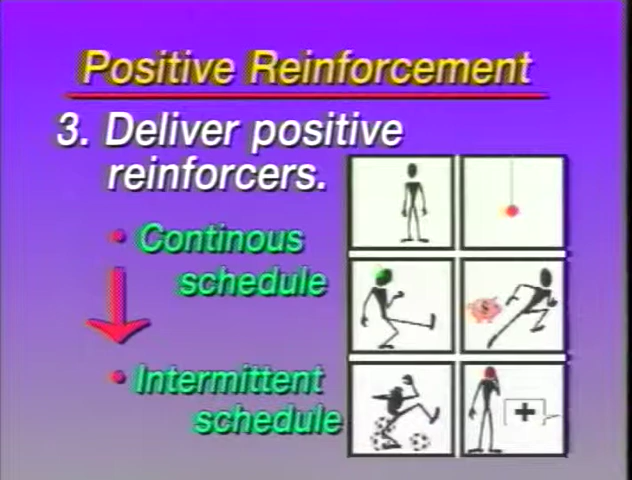 Positive Reinforcement
3. Deliver positive
reinforcers.
• Continous
schedule
• Intermittent
schedule
$
+